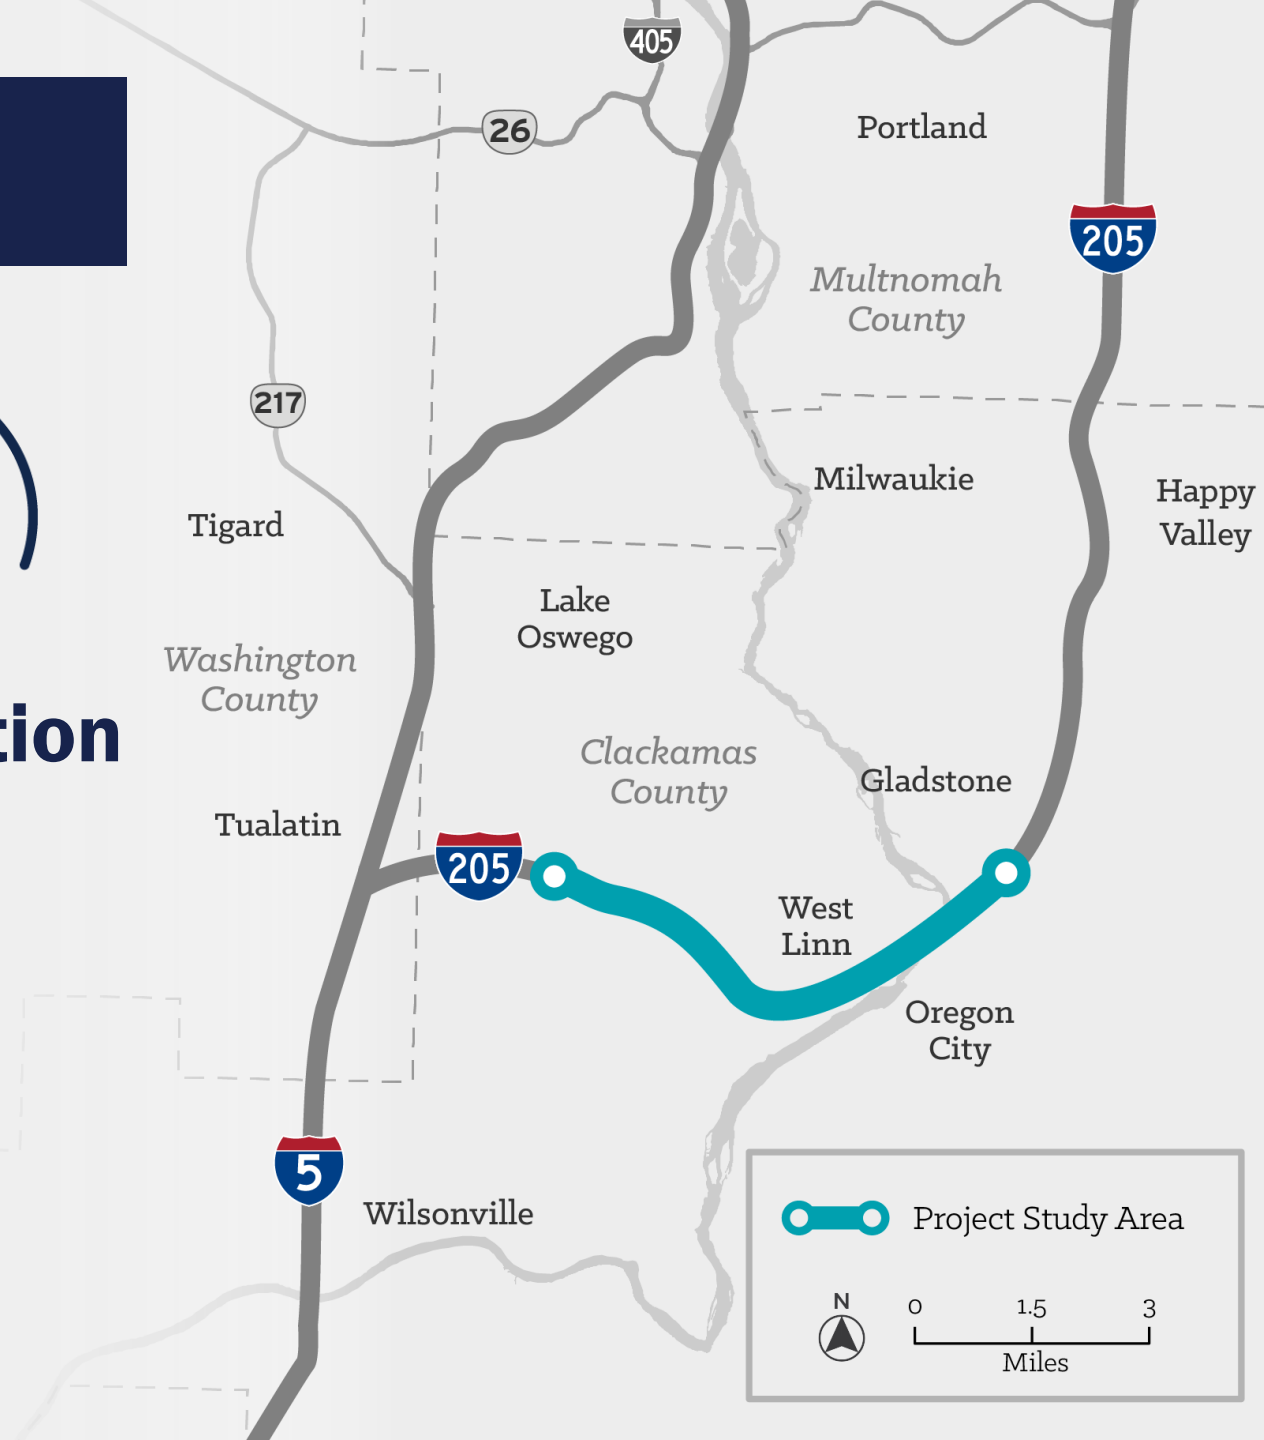 405
26
Portland
205
Multnomah
County
217
Milwaukie
Happy
Valley
Tigard
Lake
Oswego
Washington
County
tion
Clackamas
County
Gladstone
Tualatin
205
West
Linn
Oregon
City
5
Wilsonville
Project Study Area
N
0 1.5 3
Miles